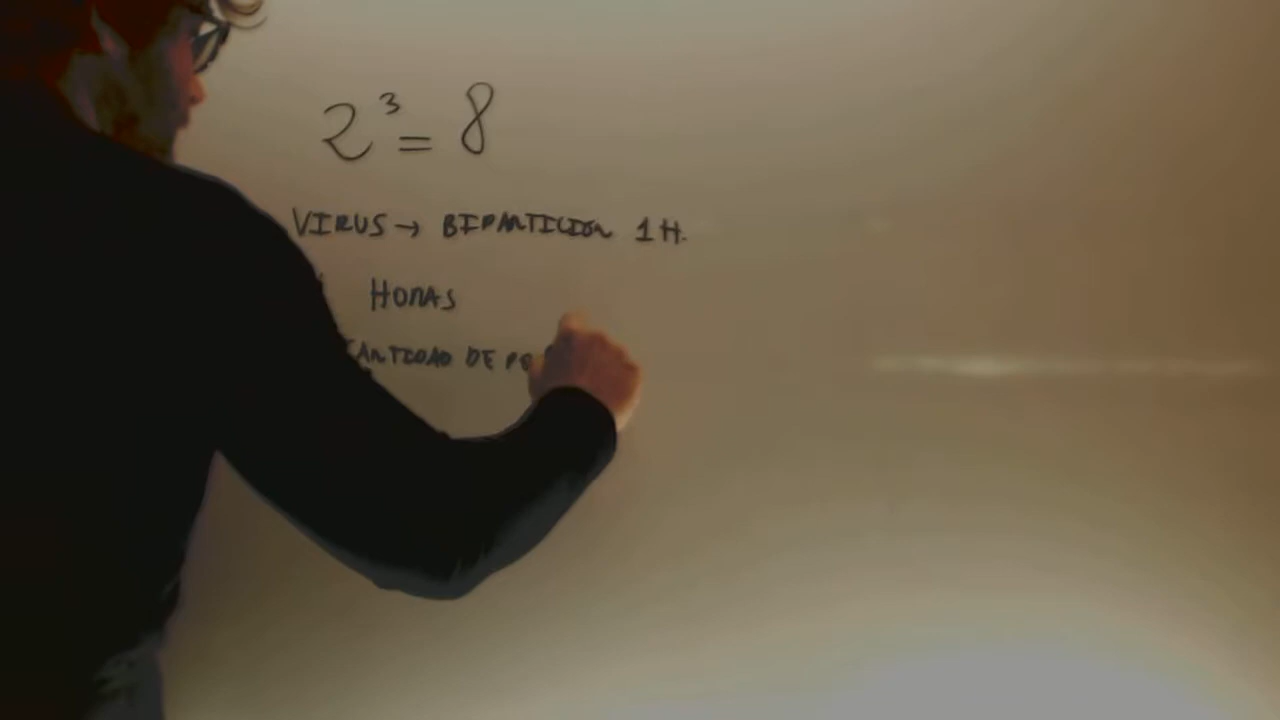 2³ = 8
VIRUS → BIPARTICION 1 H.
HORAS
CANTIDAD DE